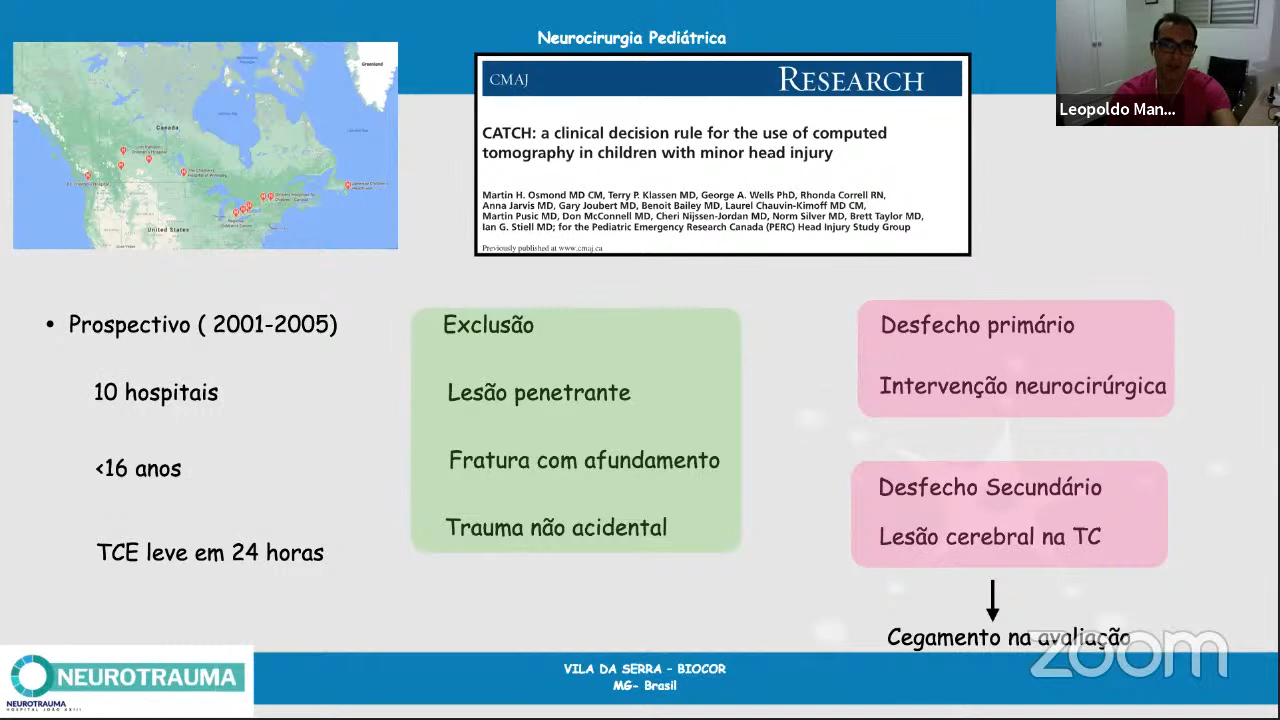 Neurocirurgia Pediátrica
Greenland
Canada
United States
CMAJ
RESEARCH
CATCH: a clinical decision rule for the use of computed
tomography in children with minor head injury
Martin H. Osmond MD CM, Terry P. Klassen MD, George A. Wells PhD, Rhonda Correll RN,
Anna Jarvis MD, Gary Joubert MD, Benoit Bailey MD, Laurel Chauvin-Kimoff MD CM,
Martin Pusic MD, Don McConnell MD, Cheri Nijssen-Jordan MD, Norm Silver MD, Brett Taylor MD,
Ian G. Stiell MD; for the Pediatric Emergency Research Canada (PERC) Head Injury Study Group
Previously published at www.cmaj.ca
Leopoldo Man...
• Prospectivo ( 2001-2005)
10 hospitais
<16 anos
TCE leve em 24 horas
Exclusão
Lesão penetrante
Fratura com afundamento
Trauma não acidental
Desfecho primário
Intervenção neurocirúrgica
Desfecho Secundário
Lesão cerebral na TC
Cegamento na avaliação
zoom
NEUROTRAUMA
NEUROTRAUMA
HOSPITAL JOÃO XXIII
VILA DA SERRA - BIOCOR
MG- Brasil